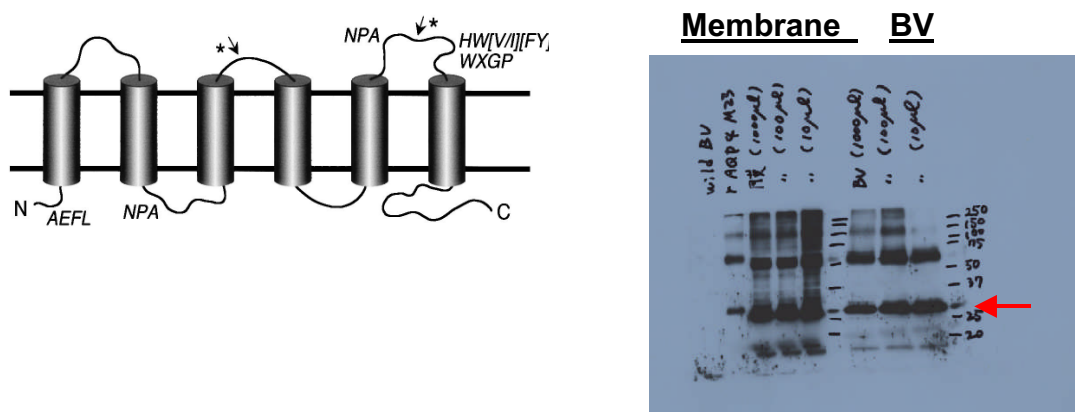 NPA
*
*
HW[V/I][FY]
WXGP
N
AEFL
NPA
C
Membrane BV
wild BV
r AQP4 M23
膜 (1000μl)
〃 (100μl)
〃 (10μl)
BV (1000μl)
〃 (100μl)
〃 (10μl)
250
150
100
75
50
37
25
20